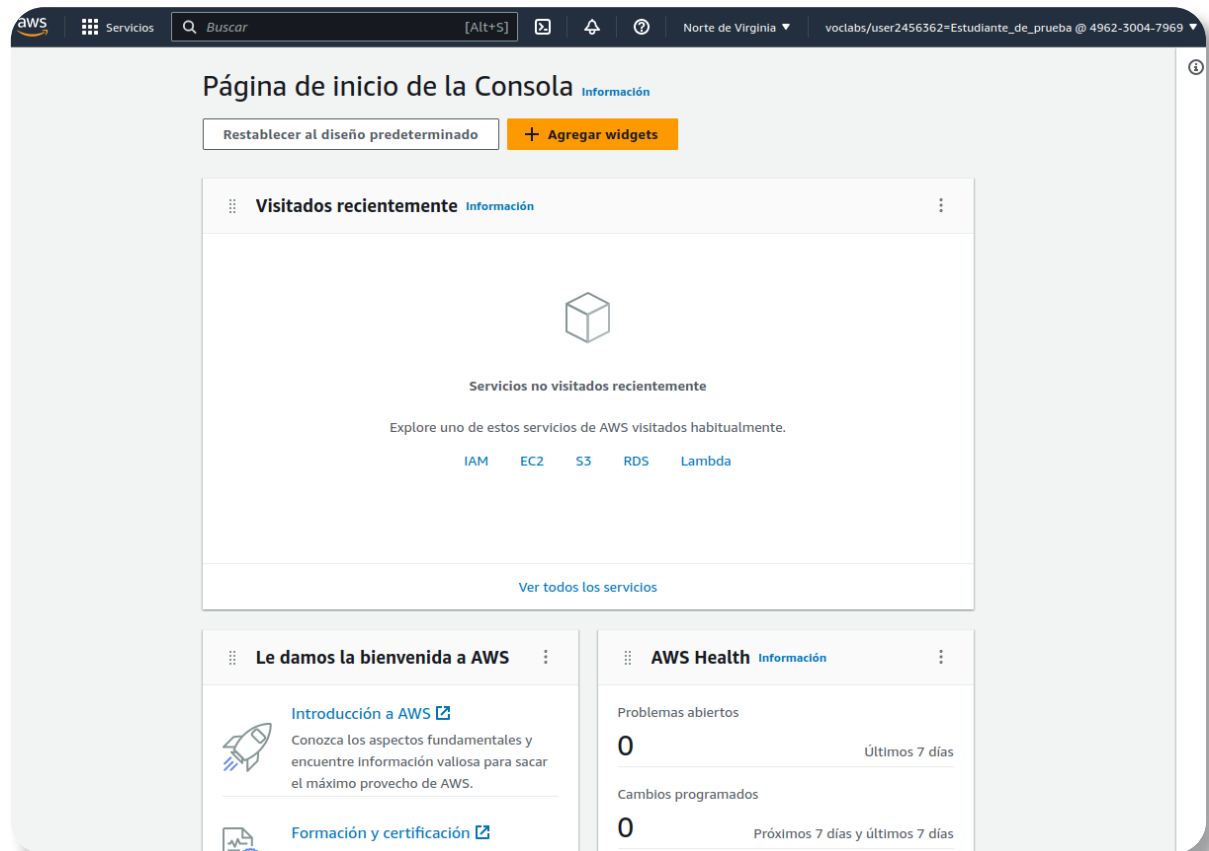 aws Servicios Buscar [Alt+S] Norte de Virginia voclabs/user2456362=Estudiante_de_prueba @ 4962-3004-7969
Página de inicio de la Consola Información
Restablecer al diseño predeterminado + Agregar widgets
Visitados recientemente Información
Servicios no visitados recientemente
Explore uno de estos servicios de AWS visitados habitualmente.
IAM EC2 S3 RDS Lambda
Ver todos los servicios
Le damos la bienvenida a AWS
Introducción a AWS
Conozca los aspectos fundamentales y
encuentre información valiosa para sacar
el máximo provecho de AWS.
Formación y certificación
AWS Health Información
Problemas abiertos
0 Últimos 7 días
Cambios programados
0 Próximos 7 días y últimos 7 días